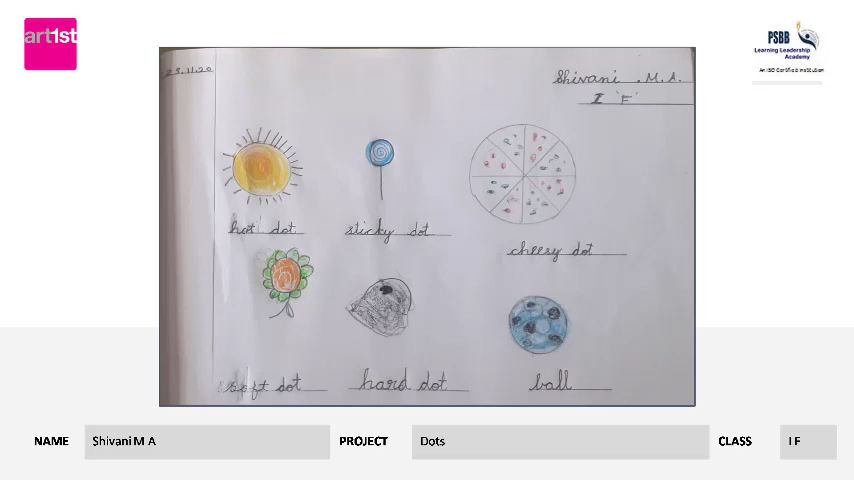 art1st
PSBB
Learning Leadership
Academy
An ISO Certified Institution
23.11.20
Shivani . M. A.
I 'F'
hot dot
sticky dot
cheesy dot
soft dot
hard dot
ball
NAME
Shivani M A
PROJECT
Dots
CLASS
I F